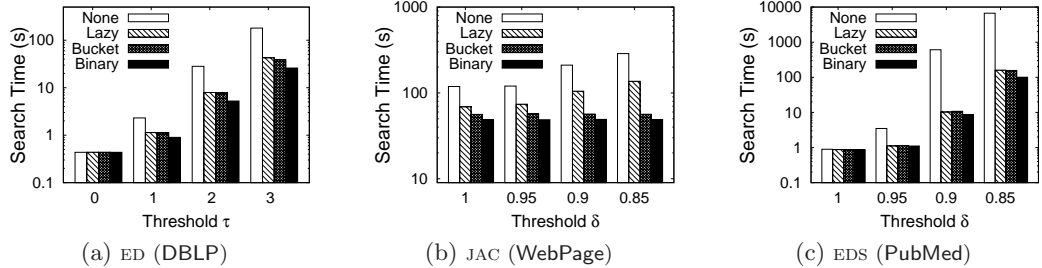 Search Time (s)
100
10
1
0.1
None
Lazy
Bucket
Binary
0 1 2 3
Threshold τ
(a) ED (DBLP)
Search Time (s)
1000
100
10
None
Lazy
Bucket
Binary
1 0.95 0.9 0.85
Threshold δ
(b) JAC (WebPage)
Search Time (s)
10000
1000
100
10
1
0.1
None
Lazy
Bucket
Binary
1 0.95 0.9 0.85
Threshold δ
(c) EDS (PubMed)